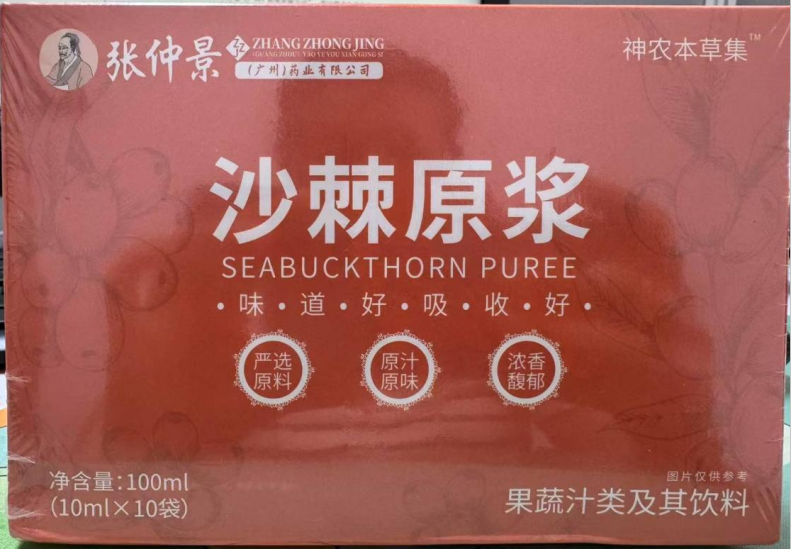 张仲景
ZHANG ZHONG JING
(广州)药业有限公司
神农本草集™
沙棘原浆
SEABUCKTHORN PUREE
·味·道·好·吸·收·好·
严选
原料
原汁
原味
浓香
馥郁
净含量:100ml
(10ml×10袋)
图片仅供参考
果蔬汁类及其饮料